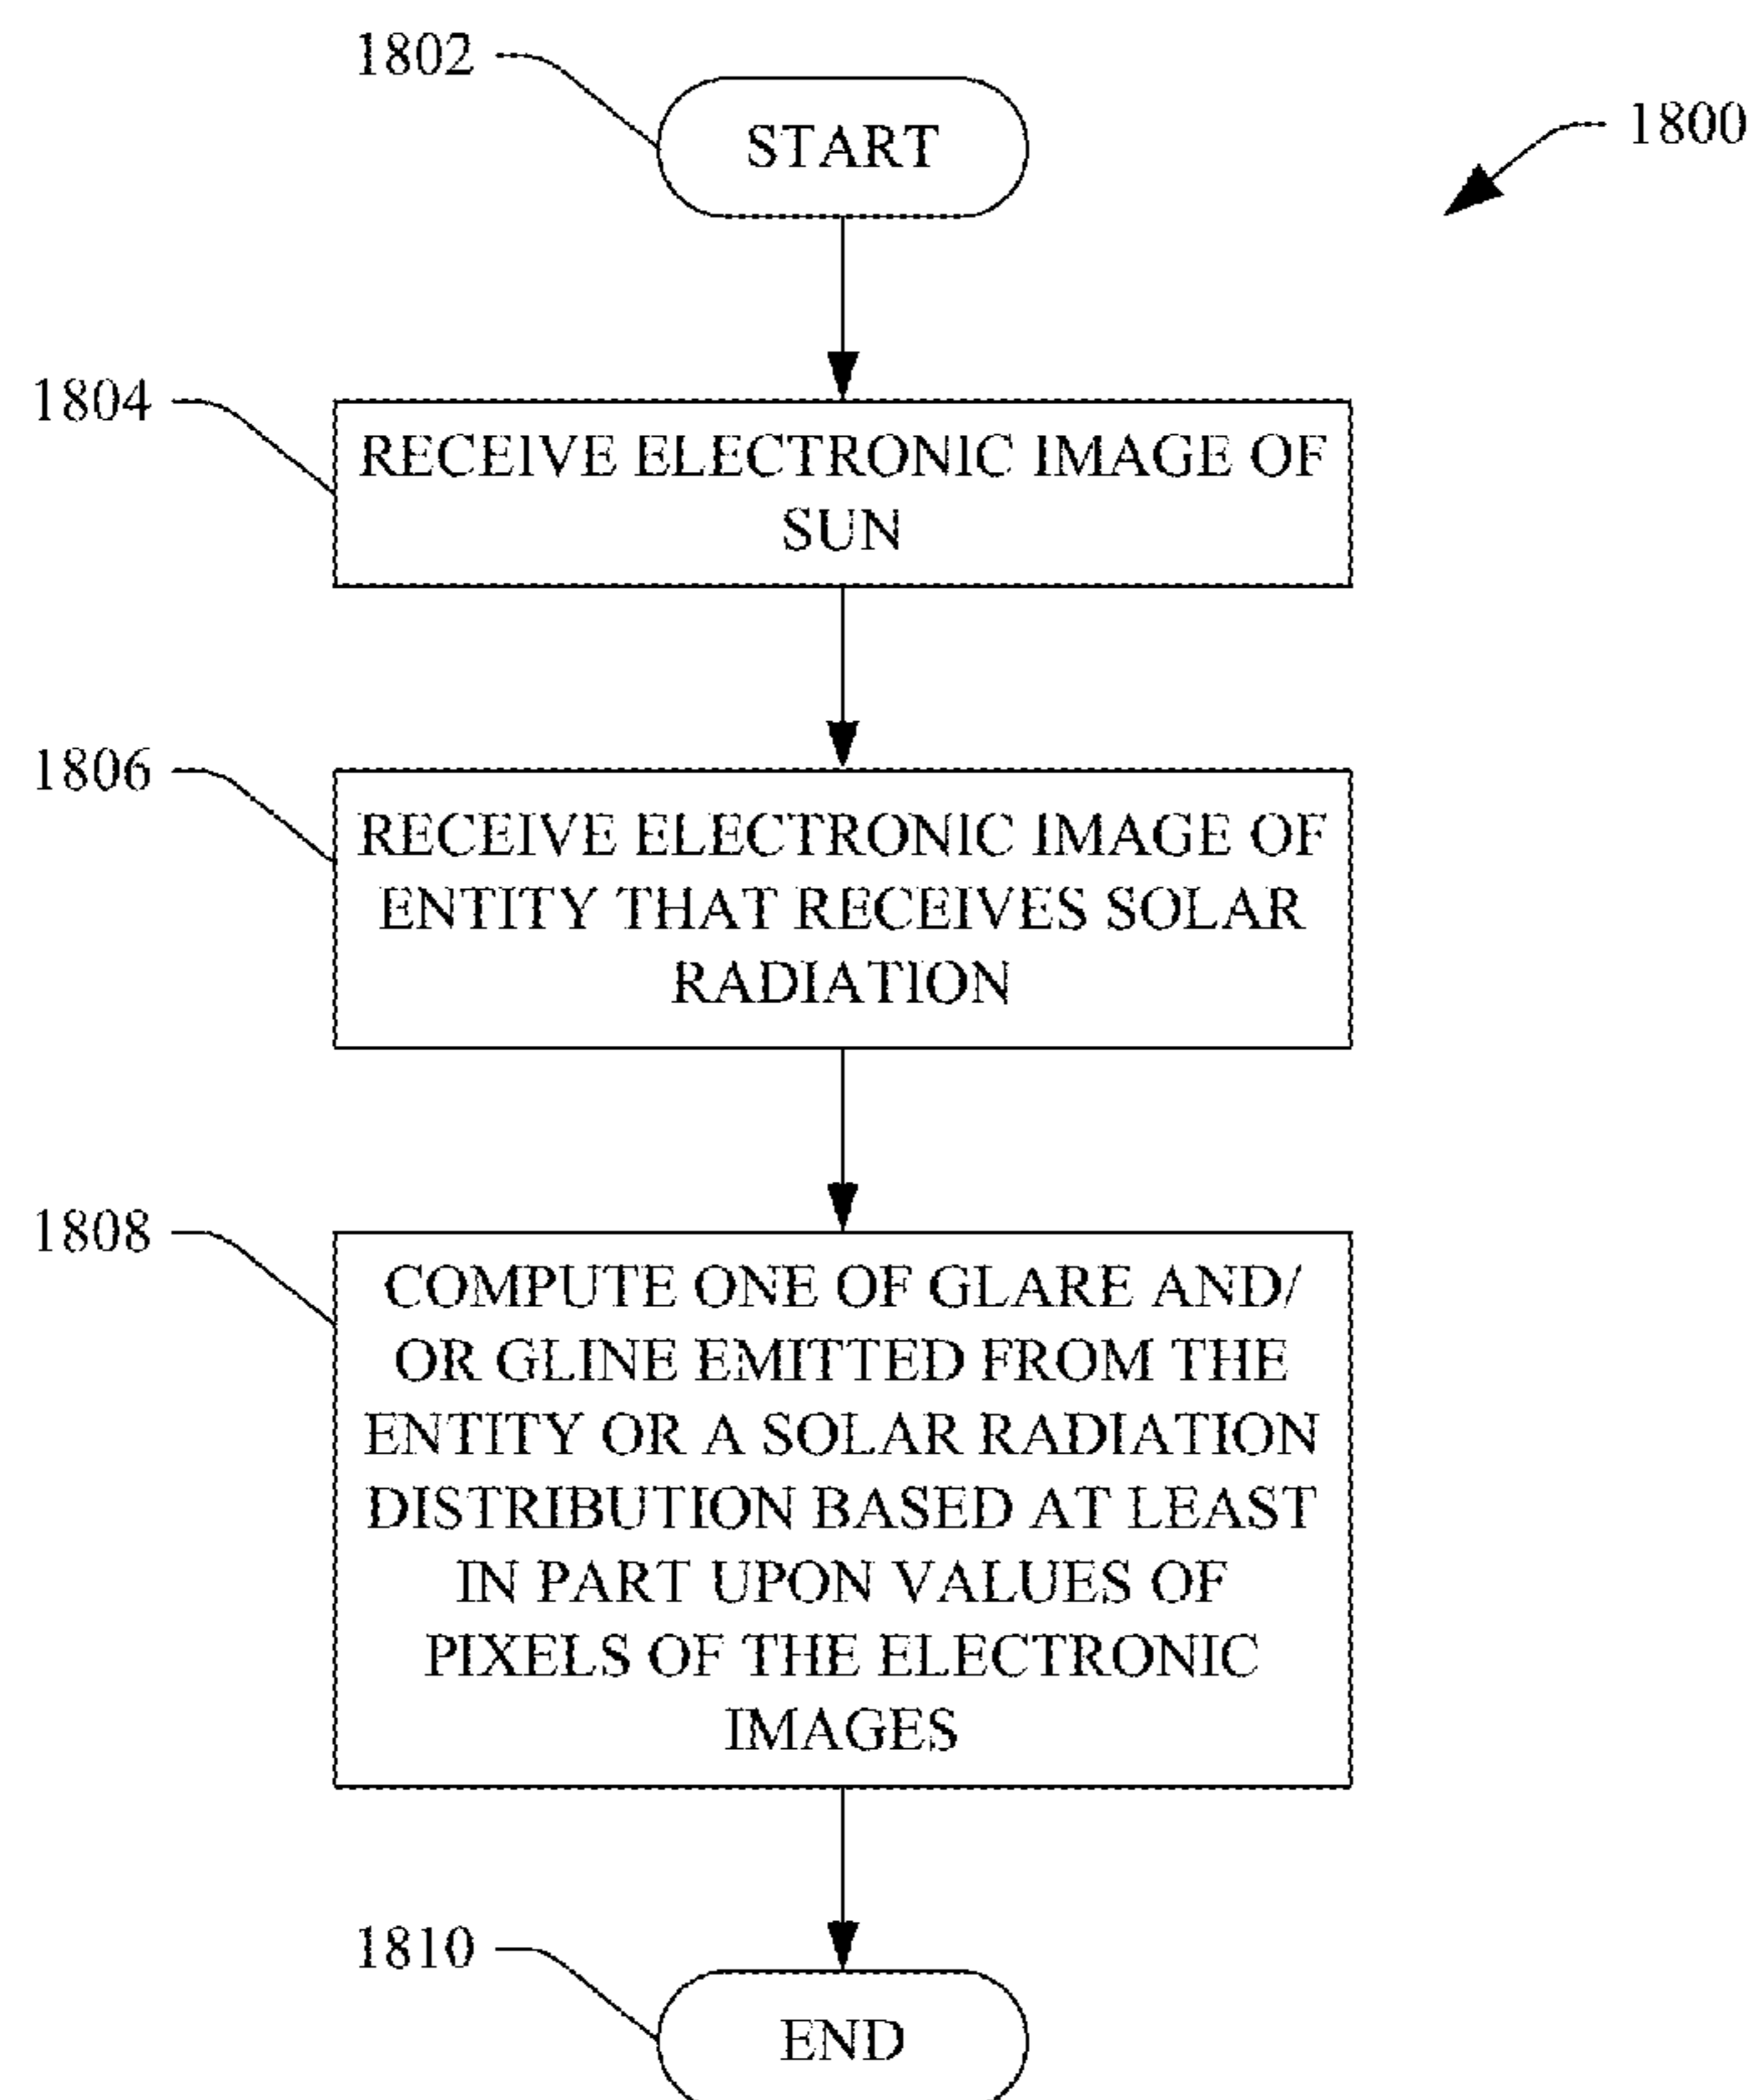 1802
START
1800
1804
RECEIVE ELECTRONIC IMAGE OF
SUN
1806
RECEIVE ELECTRONIC IMAGE OF
ENTITY THAT RECEIVES SOLAR
RADIATION
1808
COMPUTE ONE OF GLARE AND/
OR GLINE EMITTED FROM THE
ENTITY OR A SOLAR RADIATION
DISTRIBUTION BASED AT LEAST
IN PART UPON VALUES OF
PIXELS OF THE ELECTRONIC
IMAGES
1810
END